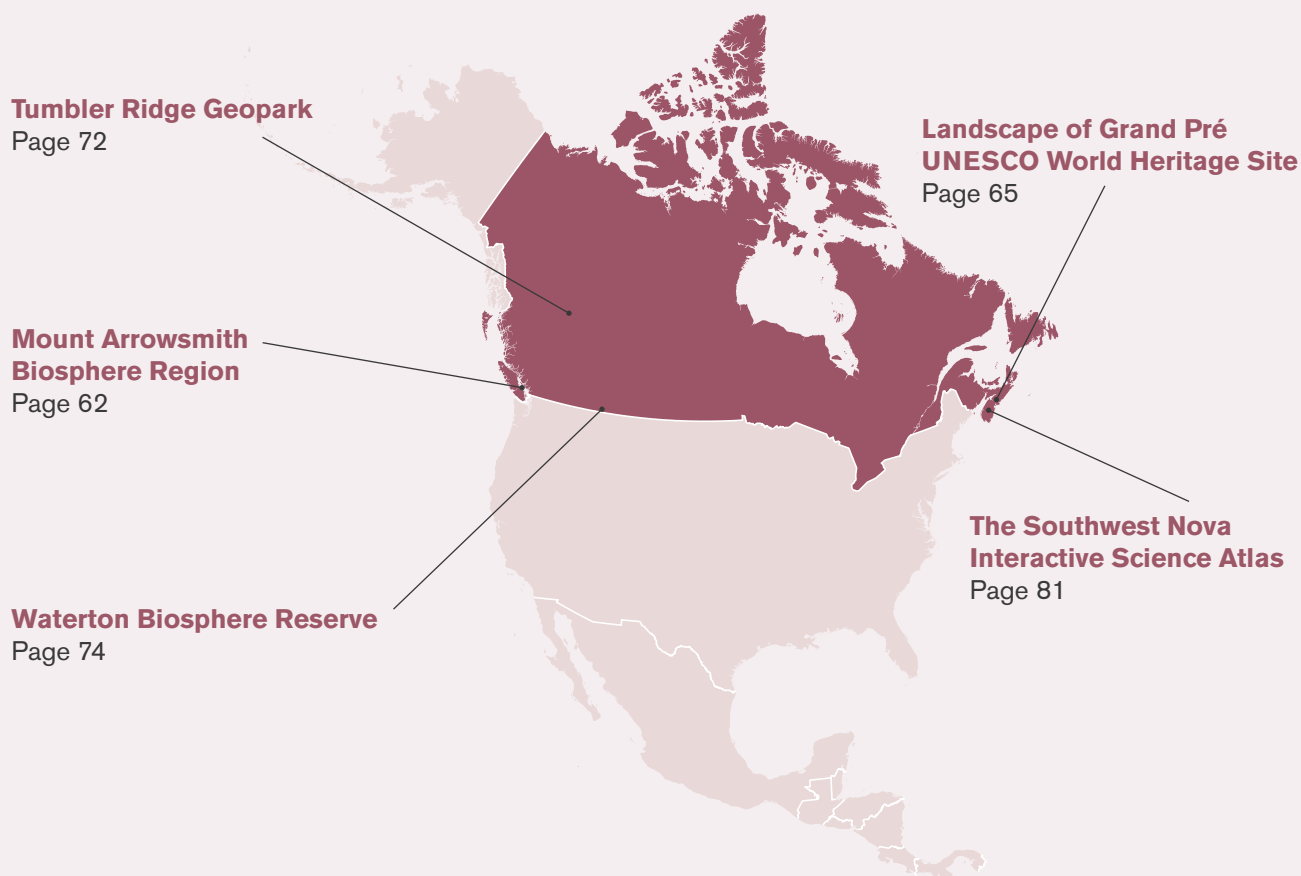 Tumbler Ridge Geopark
Page 72
Landscape of Grand Pré
UNESCO World Heritage Site
Page 65
Mount Arrowsmith
Biosphere Region
Page 62
The Southwest Nova
Interactive Science Atlas
Page 81
Waterton Biosphere Reserve
Page 74